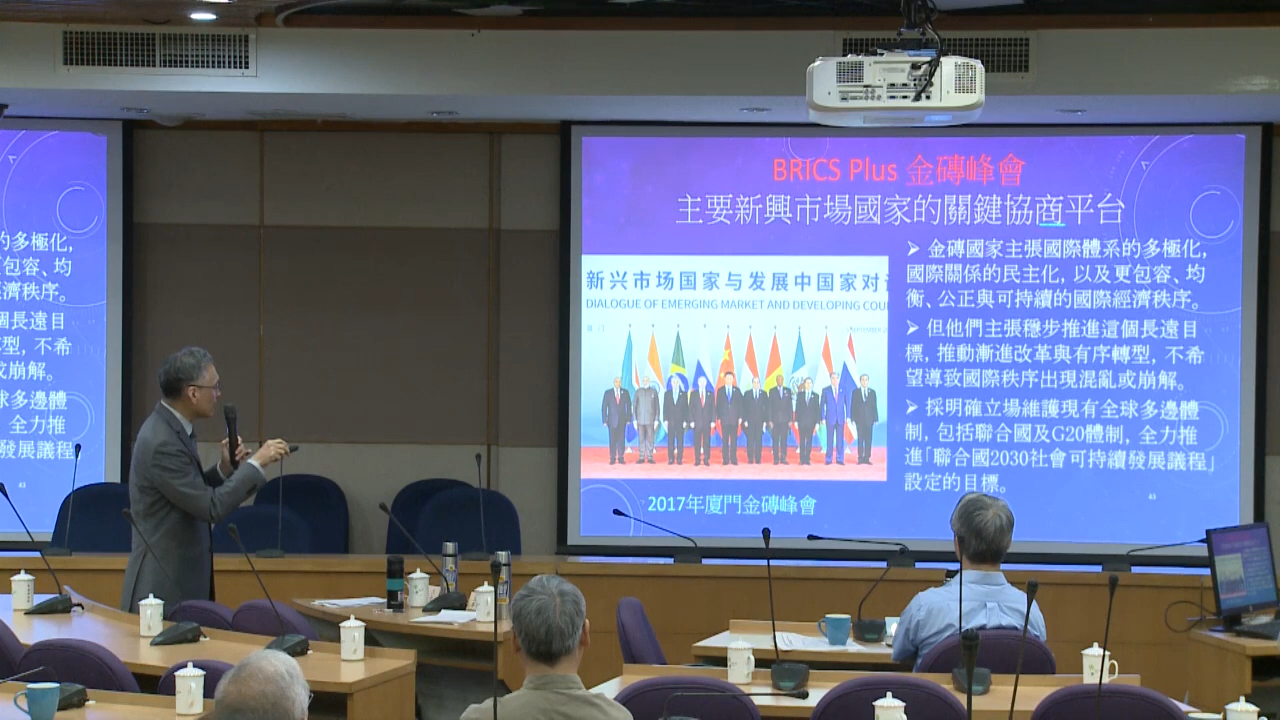 BRICS Plus 金磚峰會
主要新興市場國家的關鍵協商平台
的多極化,
更包容、均
濟秩序。
個長遠目
轉型, 不希
或崩解。
球多邊體
全力推
發展議程」
43
新兴市场国家与发展中国家对
DIALOGUE OF EMERGING MARKET AND DEVELOPING COU
2017年廈門金磚峰會
➢ 金磚國家主張國際體系的多極化,
國際關係的民主化, 以及更包容、均
衡、公正與可持續的國際經濟秩序。
➢ 但他們主張穩步推進這個長遠目
標, 推動漸進改革與有序轉型, 不希
望導致國際秩序出現混亂或崩解。
➢ 採明確立場維護現有全球多邊體
制, 包括聯合國及G20體制, 全力推
進「聯合國2030社會可持續發展議程」
設定的目標。
43